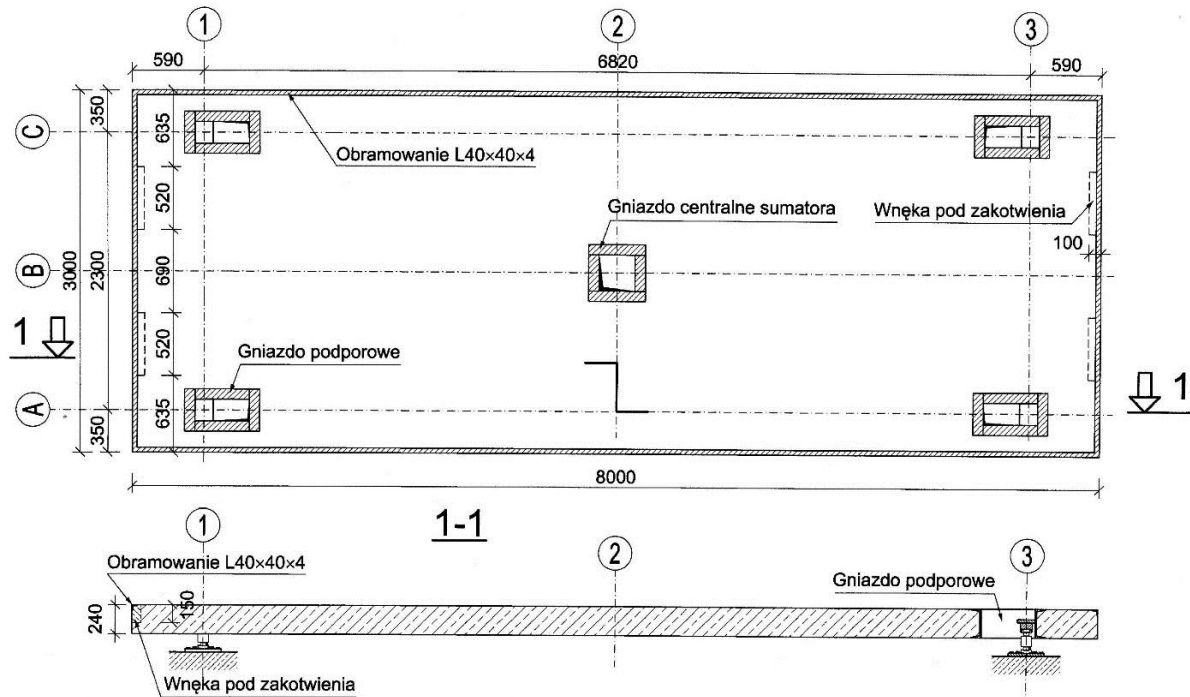 1
2
3
590
6820
590
C
B
A
3000
350
2300
350
635
520
690
520
635
Obramowanie L40×40×4
Gniazdo centralne sumatora
Wnęka pod zakotwienia
100
Gniazdo podporowe
1
1
8000
1-1
1
2
3
Obramowanie L40×40×4
Gniazdo podporowe
240
150
Wnęka pod zakotwienia